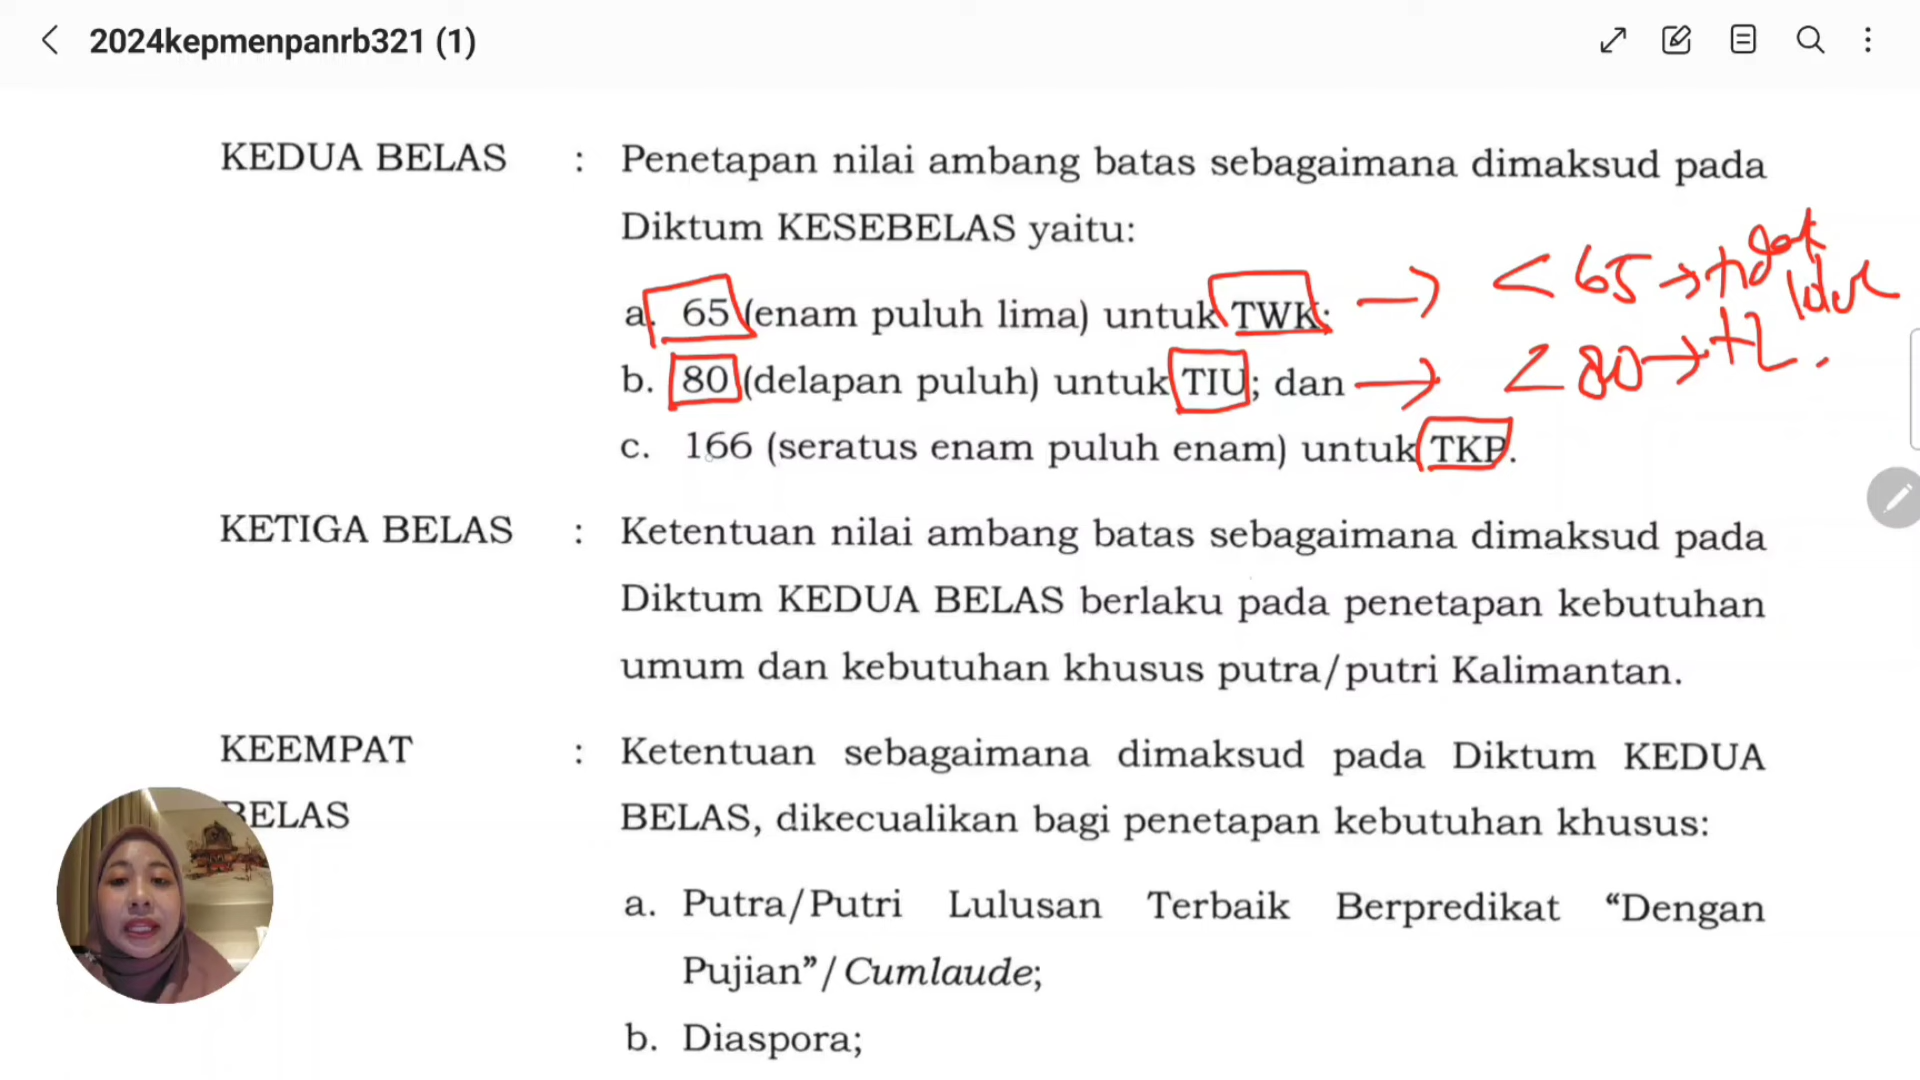 2024kepmenpanrb321 (1)
KEDUA BELAS : Penetapan nilai ambang batas sebagaimana dimaksud pada
Diktum KESEBELAS yaitu:
a. 65 (enam puluh lima) untuk TWK; → < 65 → tidak lulus
b. 80 (delapan puluh) untuk TIU; dan → < 80 → TL.
c. 166 (seratus enam puluh enam) untuk TKP.
KETIGA BELAS : Ketentuan nilai ambang batas sebagaimana dimaksud pada
Diktum KEDUA BELAS berlaku pada penetapan kebutuhan
umum dan kebutuhan khusus putra/putri Kalimantan.
KEEMPAT : Ketentuan sebagaimana dimaksud pada Diktum KEDUA
BELAS BELAS, dikecualikan bagi penetapan kebutuhan khusus:
a. Putra/Putri Lulusan Terbaik Berpredikat “Dengan
Pujian”/Cumlaude;
b. Diaspora;